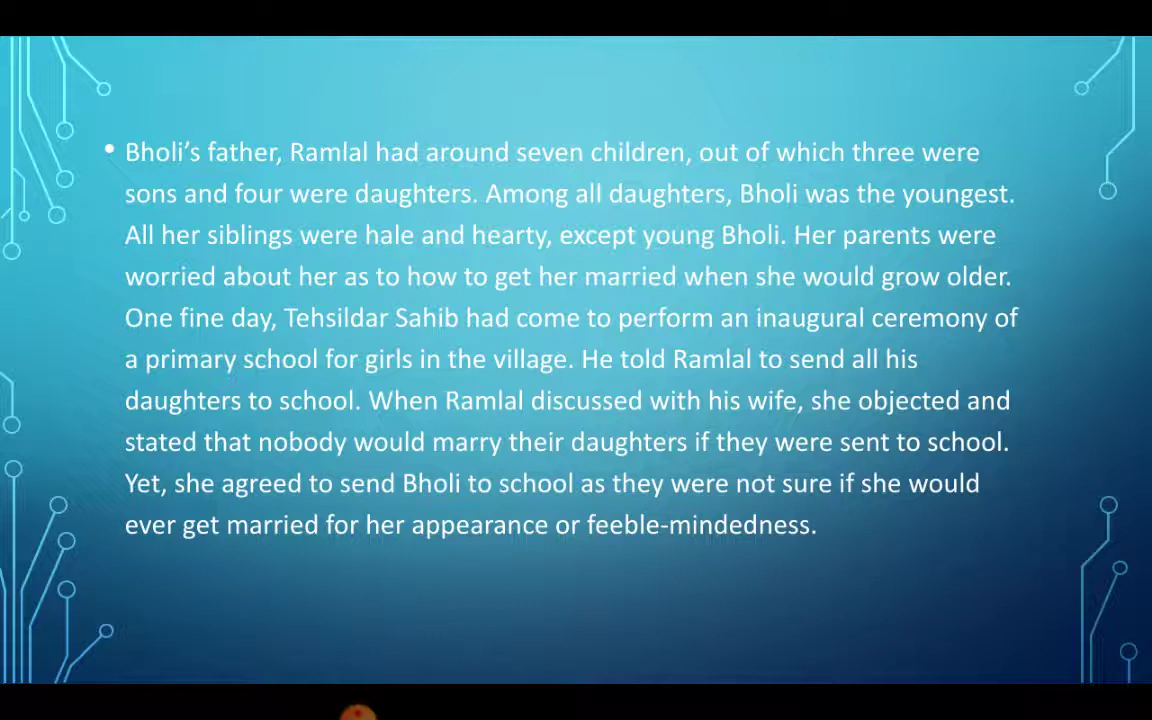 • Bholi’s father, Ramlal had around seven children, out of which three were
sons and four were daughters. Among all daughters, Bholi was the youngest.
All her siblings were hale and hearty, except young Bholi. Her parents were
worried about her as to how to get her married when she would grow older.
One fine day, Tehsildar Sahib had come to perform an inaugural ceremony of
a primary school for girls in the village. He told Ramlal to send all his
daughters to school. When Ramlal discussed with his wife, she objected and
stated that nobody would marry their daughters if they were sent to school.
Yet, she agreed to send Bholi to school as they were not sure if she would
ever get married for her appearance or feeble-mindedness.